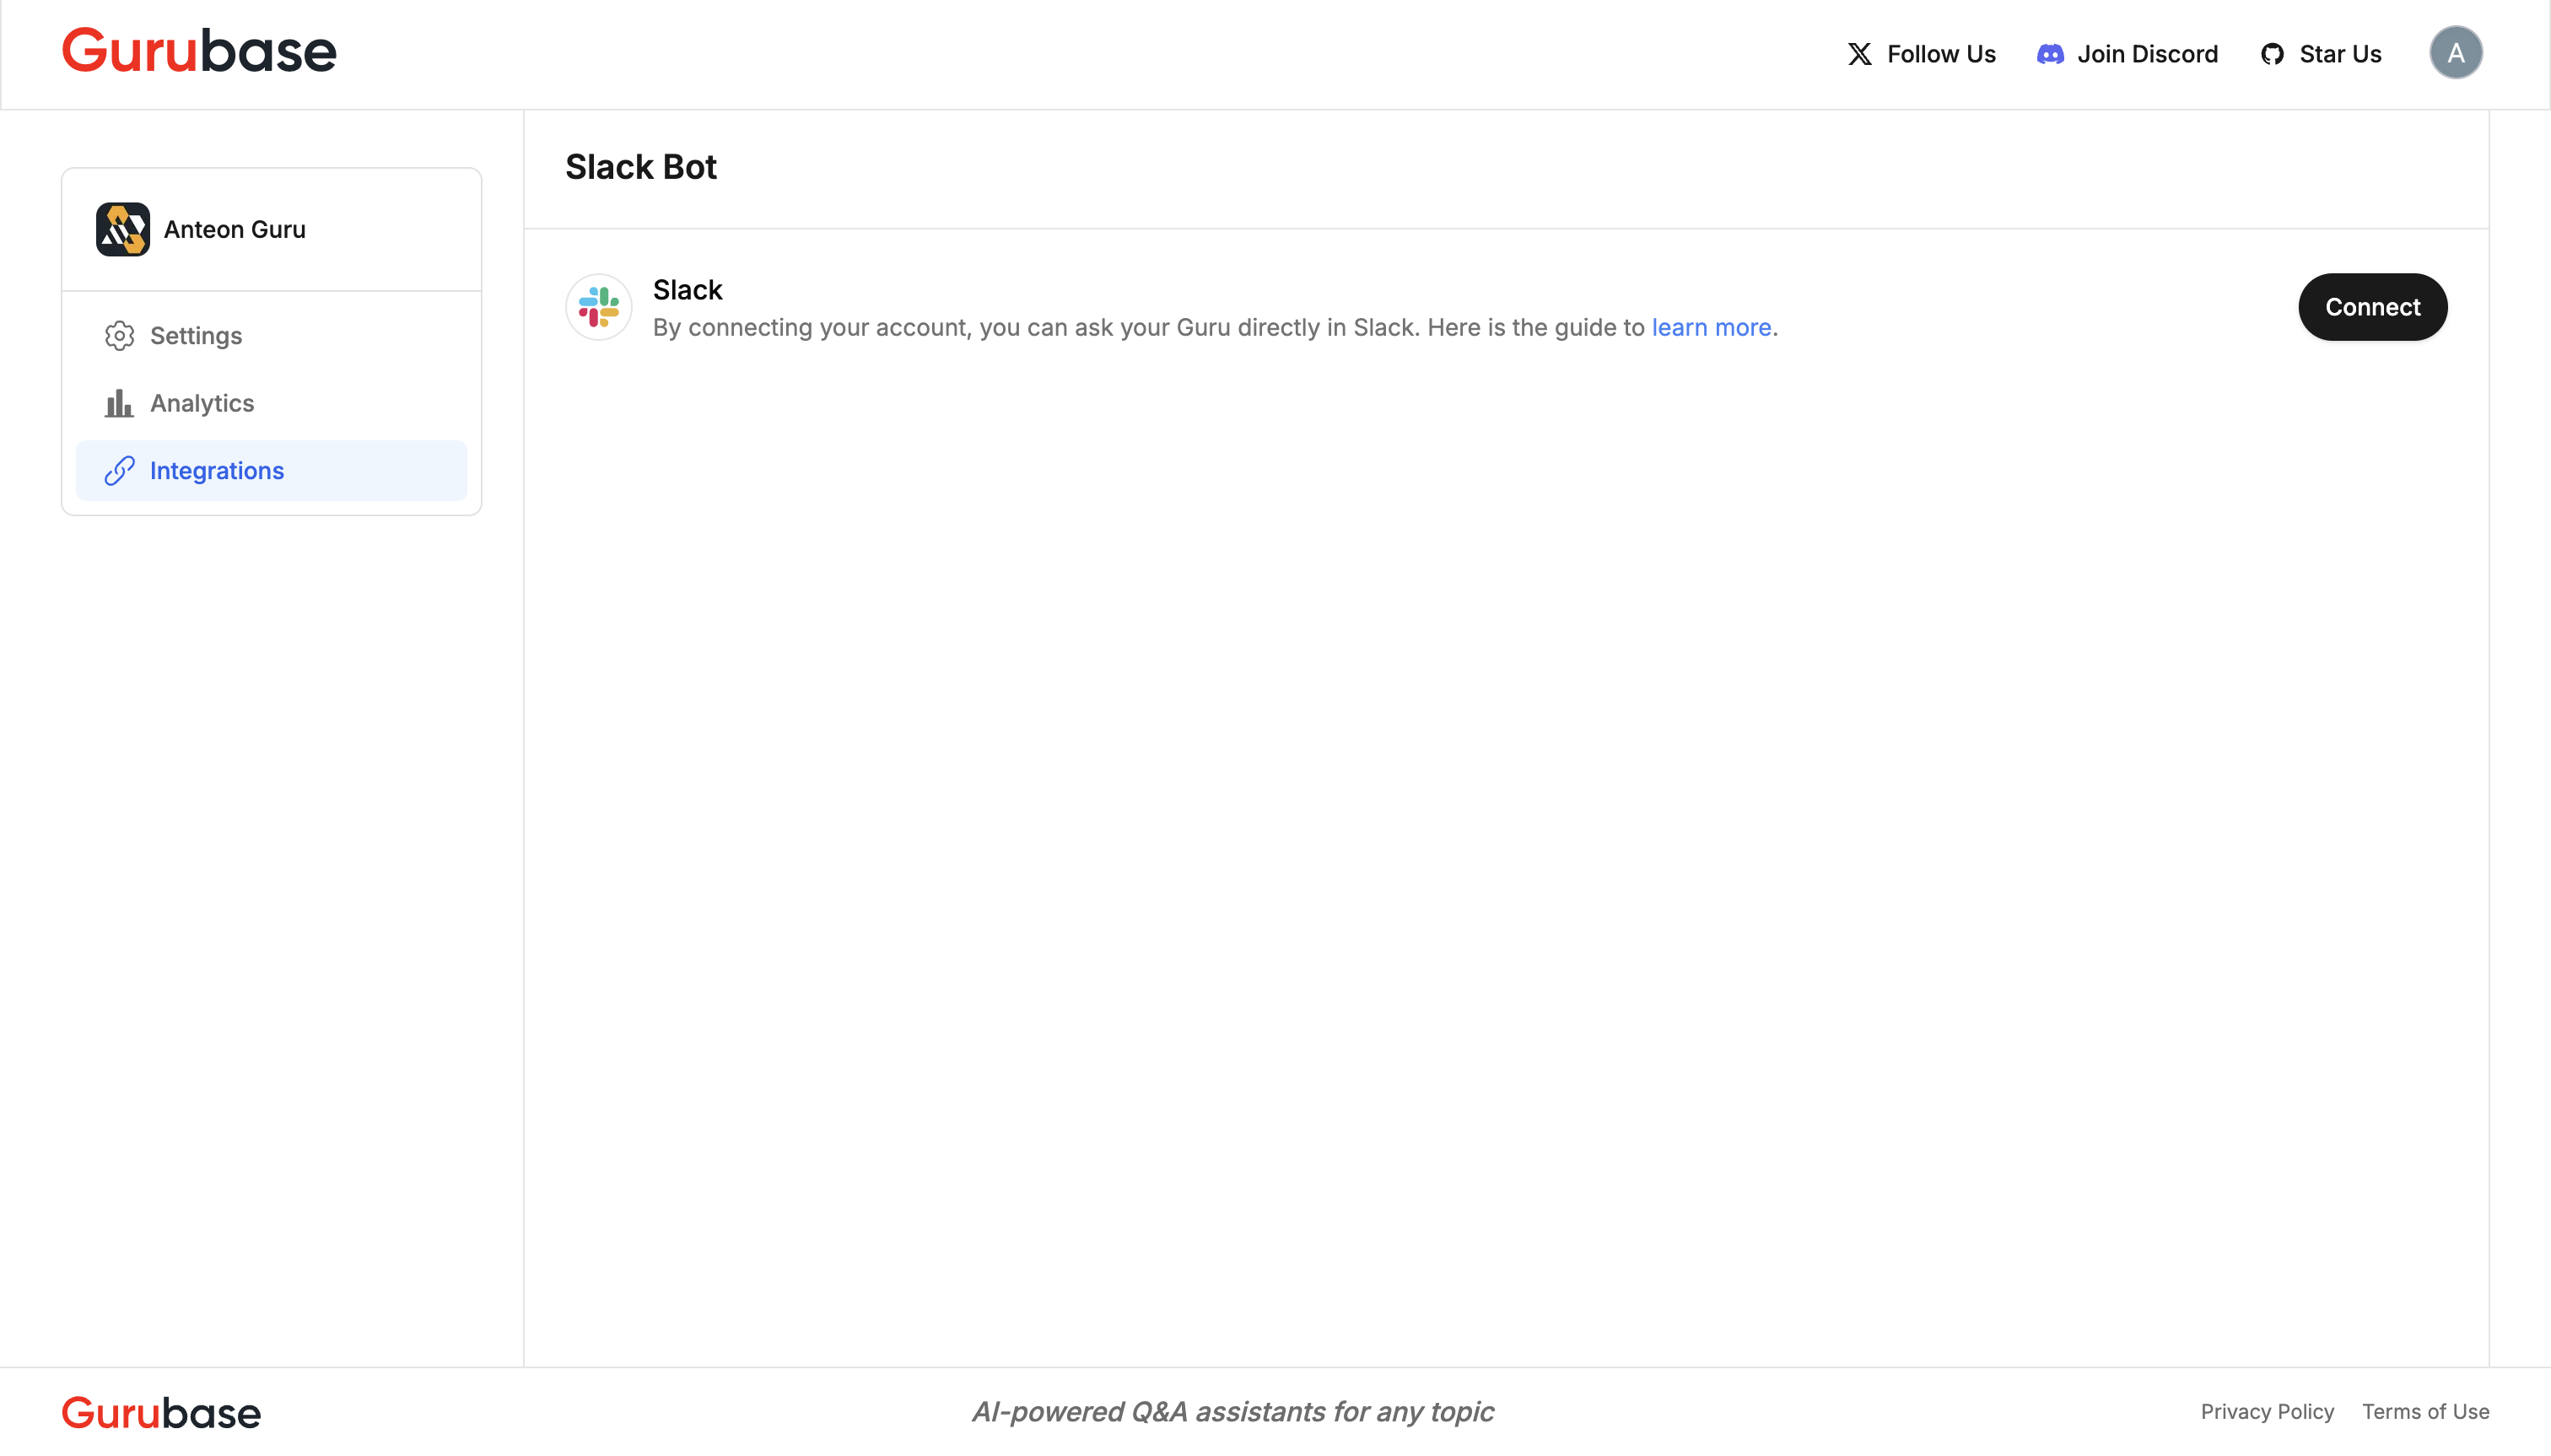 Gurubase
Follow Us
Join Discord
Star Us
A
Anteon Guru
Settings
Analytics
Integrations
Slack Bot
Slack
By connecting your account, you can ask your Guru directly in Slack. Here is the guide to learn more.
Connect
Gurubase
AI-powered Q&A assistants for any topic
Privacy Policy
Terms of Use